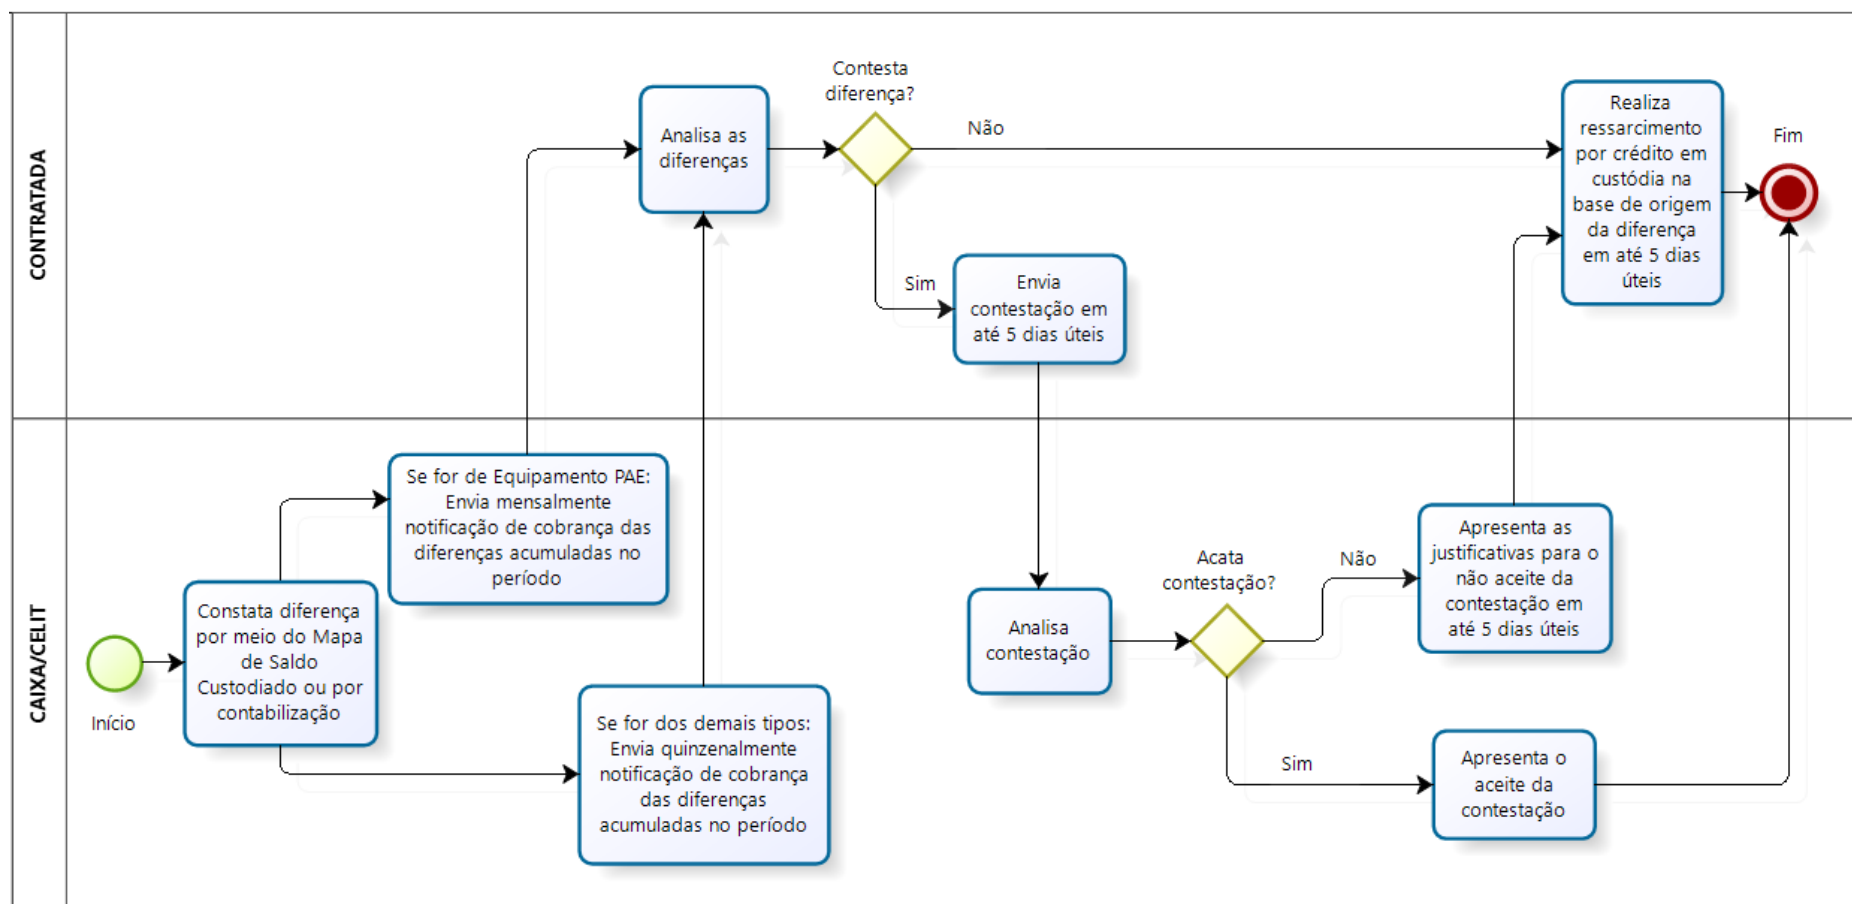 CONTRATADA
Contesta
diferença?
Analisa as
diferenças
Não
Sim
Envia
contestação em
até 5 dias úteis
Realiza
ressarcimento
por crédito em
custódia na
base de origem
da diferença
em até 5 dias
úteis
Fim
CAIXA/CELIT
Início
Constata diferença
por meio do Mapa
de Saldo
Custodiado ou por
contabilização
Se for de Equipamento PAE:
Envia mensalmente
notificação de cobrança das
diferenças acumuladas no
período
Se for dos demais tipos:
Envia quinzenalmente
notificação de cobrança
das diferenças
acumuladas no período
Analisa
contestação
Acata
contestação?
Não
Apresenta as
justificativas para o
não aceite da
contestação em
até 5 dias úteis
Sim
Apresenta o
aceite da
contestação